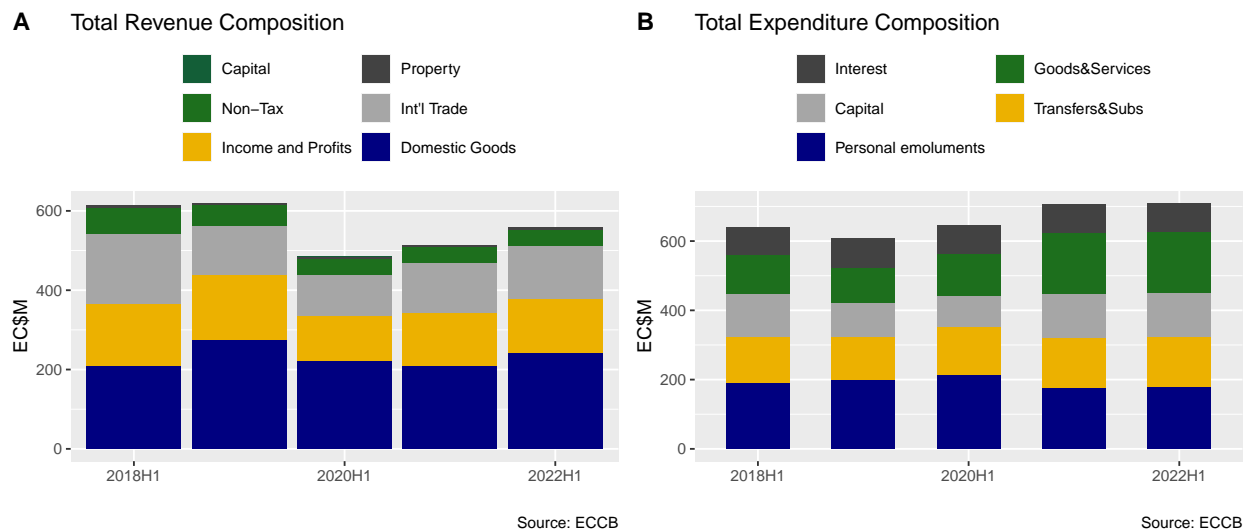 A Total Revenue Composition
Capital
Property
Non−Tax
Int'l Trade
Income and Profits
Domestic Goods
EC$M
600
400
200
0
2018H1
2020H1
2022H1
Source: ECCB
B Total Expenditure Composition
Interest
Goods&Services
Capital
Transfers&Subs
Personal emoluments
EC$M
600
400
200
0
2018H1
2020H1
2022H1
Source: ECCB